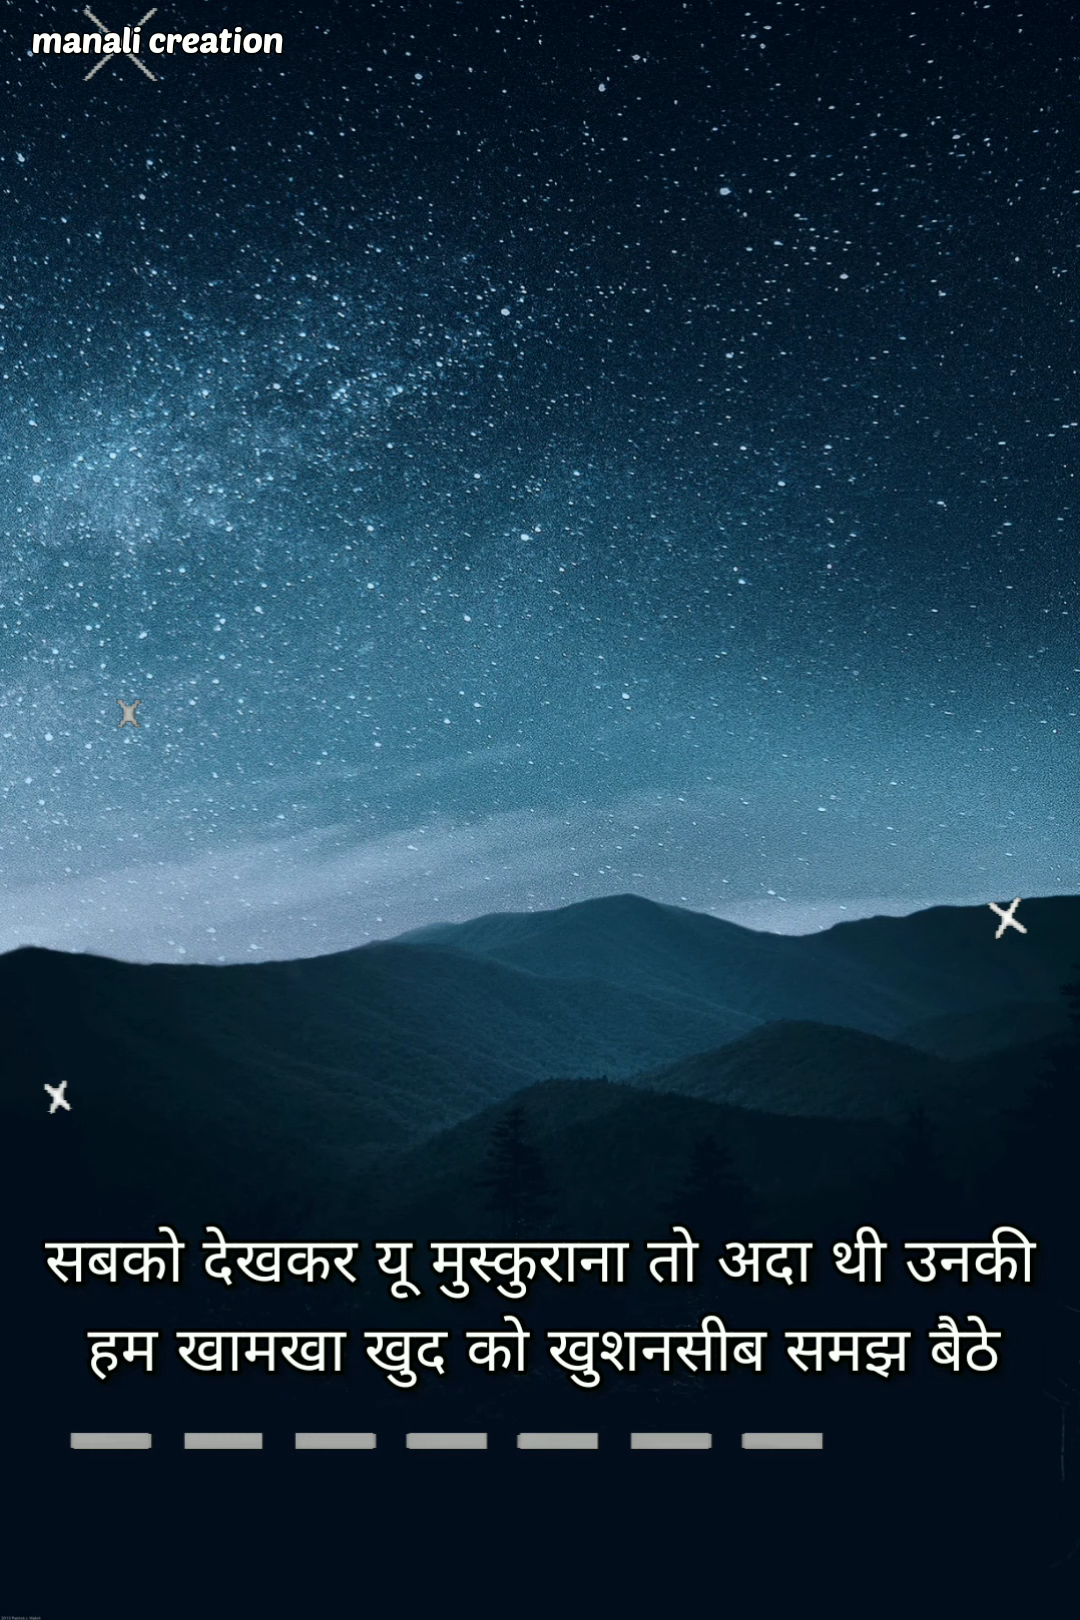 manali creation
सबको देखकर यू मुस्कुराना तो अदा थी उनकी
हम खामखा खुद को खुशनसीब समझ बैठे